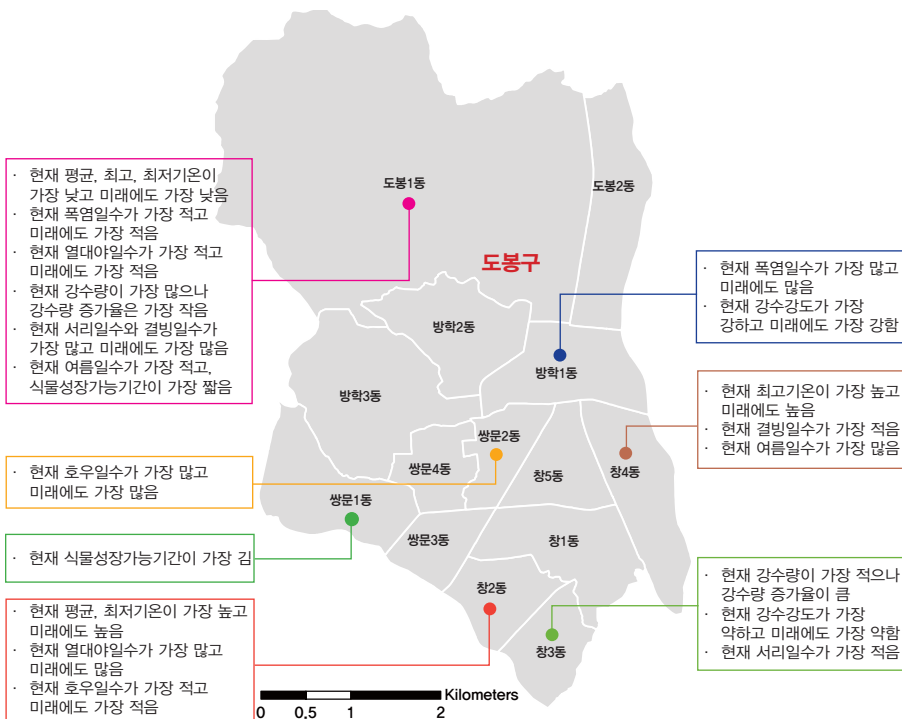 도봉1동
도봉2동
도봉구
방학2동
방학1동
방학3동
쌍문2동
쌍문4동
창5동
창4동
쌍문1동
쌍문3동
창1동
창2동
창3동
· 현재 평균, 최고, 최저기온이
가장 낮고 미래에도 가장 낮음
· 현재 폭염일수가 가장 적고
미래에도 가장 적음
· 현재 열대야일수가 가장 적고
미래에도 가장 적음
· 현재 강수량이 가장 많으나
강수량 증가율은 가장 작음
· 현재 서리일수와 결빙일수가
가장 많고 미래에도 가장 많음
· 현재 여름일수가 가장 적고,
식물성장가능기간이 가장 짧음
· 현재 호우일수가 가장 많고
미래에도 가장 많음
· 현재 식물성장가능기간이 가장 김
· 현재 평균, 최저기온이 가장 높고
미래에도 높음
· 현재 열대야일수가 가장 많고
미래에도 많음
· 현재 호우일수가 가장 적고
미래에도 가장 적음
· 현재 폭염일수가 가장 많고
미래에도 많음
· 현재 강수강도가 가장
강하고 미래에도 가장 강함
· 현재 최고기온이 가장 높고
미래에도 높음
· 현재 결빙일수가 가장 적음
· 현재 여름일수가 가장 많음
· 현재 강수량이 가장 적으나
강수량 증가율이 큼
· 현재 강수강도가 가장
약하고 미래에도 가장 약함
· 현재 서리일수가 가장 적음
Kilometers
0 0.5 1 2